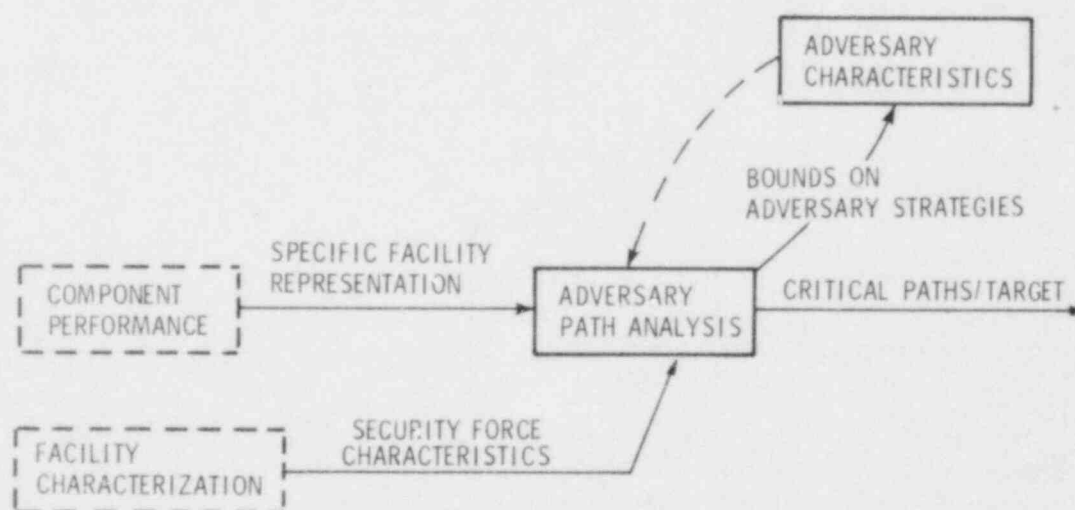 ADVERSARY
CHARACTERISTICS
BOUNDS ON
ADVERSARY STRATEGIES
SPECIFIC FACILITY
REPRESENTATION
COMPONENT
PERFORMANCE
ADVERSARY
PATH ANALYSIS
CRITICAL PATHS/TARGET
SECURITY FORCE
CHARACTERISTICS
FACILITY
CHARACTERIZATION